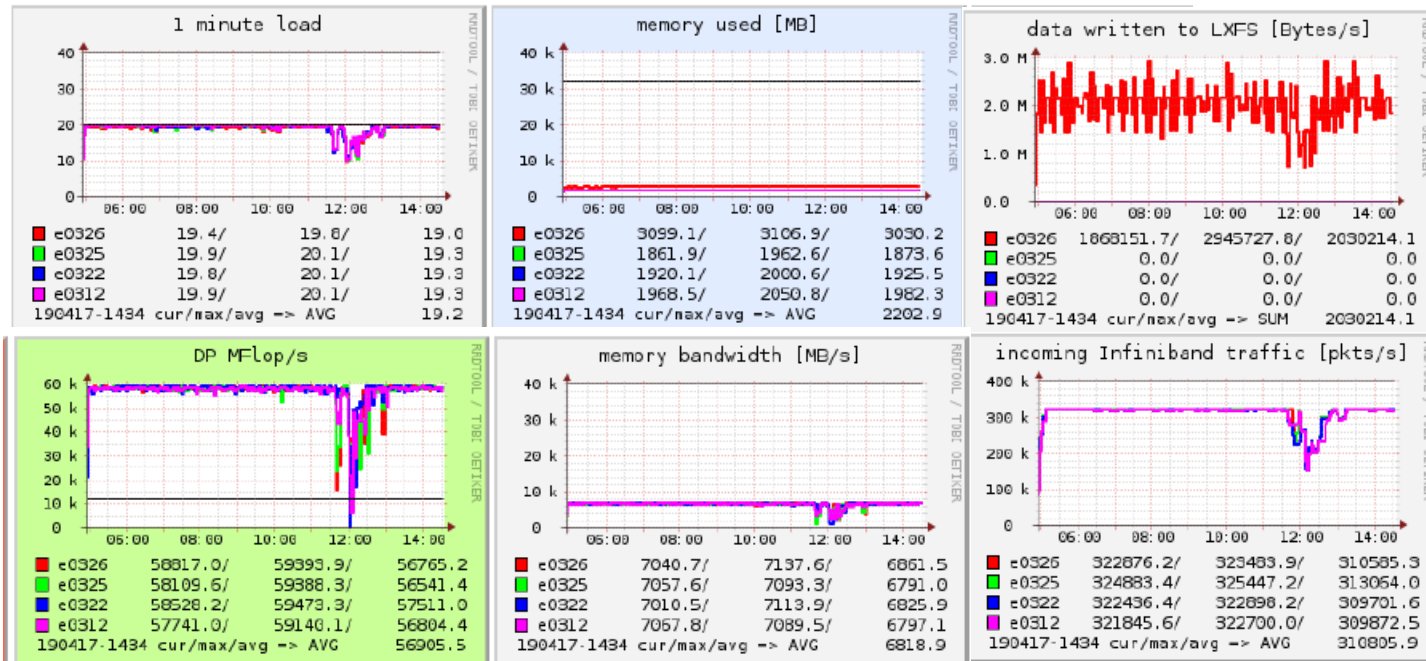 1 minute load
40
30
20
10
0
06:00 08:00 10:00 12:00 14:00
e0326 19.4/ 19.8/ 19.0
e0325 19.9/ 20.1/ 19.3
e0322 19.8/ 20.1/ 19.3
e0312 19.9/ 20.1/ 19.3
190417-1434 cur/max/avg => AVG 19.2
RRDTOOL / TOBI OETIKER
memory used [MB]
40 k
30 k
20 k
10 k
0
06:00 08:00 10:00 12:00 14:00
e0326 3099.1/ 3106.9/ 3030.2
e0325 1861.9/ 1962.6/ 1873.6
e0322 1920.1/ 2000.6/ 1925.5
e0312 1968.5/ 2050.8/ 1982.3
190417-1434 cur/max/avg => AVG 2202.9
RRDTOOL / TOBI OETIKER
data written to LXFS [Bytes/s]
3.0 M
2.0 M
1.0 M
0.0
06:00 08:00 10:00 12:00 14:00
e0326 1868151.7/ 2945727.8/ 2030214.1
e0325 0.0/ 0.0/ 0.0
e0322 0.0/ 0.0/ 0.0
e0312 0.0/ 0.0/ 0.0
190417-1434 cur/max/avg => SUM 2030214.1
RRDTOOL / TOBI OETIKER
DP MFlop/s
60 k
50 k
40 k
30 k
20 k
10 k
0
06:00 08:00 10:00 12:00 14:00
e0326 58817.0/ 59393.9/ 56765.2
e0325 58109.6/ 59388.3/ 56541.4
e0322 58528.2/ 59473.3/ 57511.0
e0312 57741.0/ 59140.1/ 56804.4
190417-1434 cur/max/avg => AVG 56905.5
RRDTOOL / TOBI OETIKER
memory bandwidth [MB/s]
40 k
30 k
20 k
10 k
0
06:00 08:00 10:00 12:00 14:00
e0326 7040.7/ 7137.6/ 6861.5
e0325 7057.6/ 7093.3/ 6791.0
e0322 7010.5/ 7113.9/ 6825.9
e0312 7067.8/ 7089.5/ 6797.1
190417-1434 cur/max/avg => AVG 6818.9
RRDTOOL / TOBI OETIKER
incoming Infiniband traffic [pkts/s]
400 k
300 k
200 k
100 k
0
06:00 08:00 10:00 12:00 14:00
e0326 322876.2/ 323483.9/ 310585.3
e0325 324883.4/ 325447.2/ 313064.0
e0322 322436.4/ 322898.2/ 309701.6
e0312 321845.6/ 322700.0/ 309872.5
190417-1434 cur/max/avg => AVG 310805.9